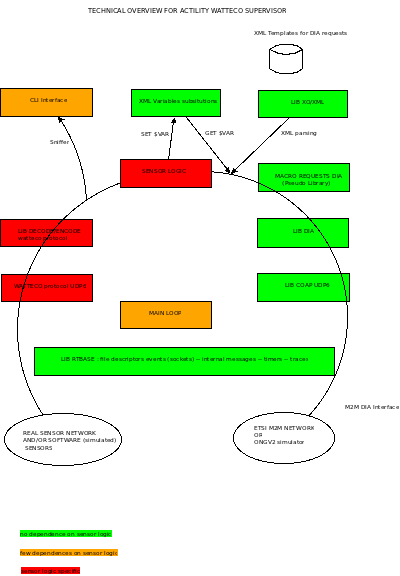 TECHNICAL OVERVIEW FOR ACTILITY WATTECO SUPERVISOR
XML Templates for DIA requests
CLI Interface
XML Variables subsitutions
LIB XO/XML
SET $VAR
GET $VAR
XML parsing
Sniffer
SENSOR LOGIC
MACRO REQUESTS DIA
(Pseudo Library)
LIB DECODE/ENCODE
watteco protocol
LIB DIA
WATTECO protocol UDP6
LIB COAP UDP6
MAIN LOOP
LIB RTBASE : file descriptors events (sockets) -- internal messages -- timers -- traces
M2M DIA Interface
REAL SENSOR NETWORK
AND/OR SOFTWARE (simulated)
SENSORS
ETSI M2M NETWORK
OR
ONGV2 simulator
no dependence on sensor logic
few dependences on sensor logic
sensor logic specific